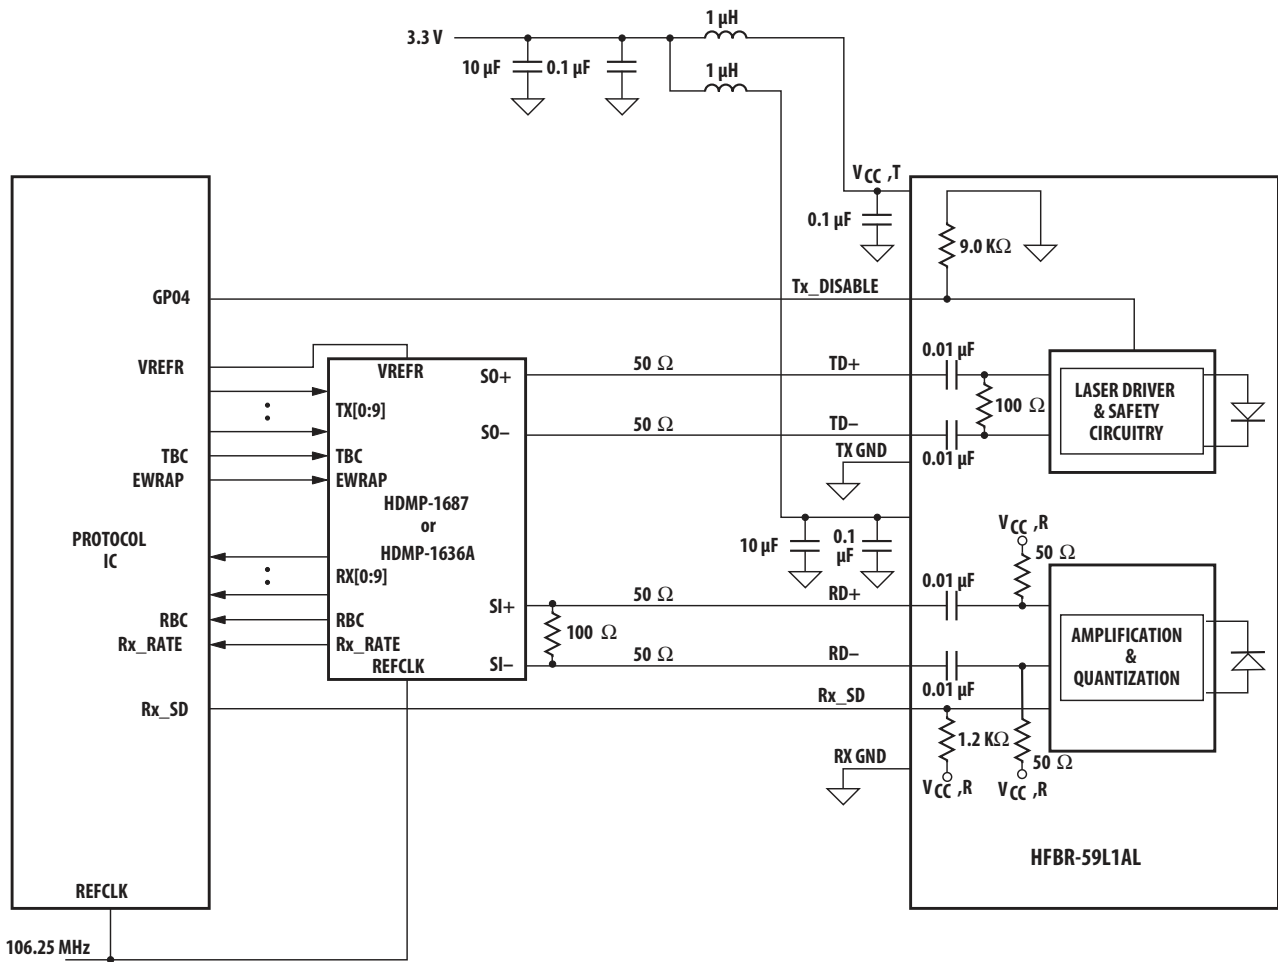 1 µH
3.3 V
10 µF
0.1 µF
1 µH
VCC ,T
0.1 µF
9.0 KΩ
GP04
Tx_DISABLE
VREFR
VREFR
SO+
50 Ω
TD+
0.01 µF
TX[0:9]
100 Ω
LASER DRIVER
& SAFETY
CIRCUITRY
SO–
50 Ω
TD–
0.01 µF
TBC
TBC
TX GND
EWRAP
EWRAP
HDMP-1687
or
HDMP-1636A
PROTOCOL
IC
10 µF
0.1
µF
VCC ,R
50 Ω
RX[0:9]
0.01 µF
SI+
50 Ω
RD+
RBC
RBC
100 Ω
AMPLIFICATION
&
QUANTIZATION
Rx_RATE
Rx_RATE
REFCLK
SI–
50 Ω
RD–
0.01 µF
Rx_SD
Rx_SD
1.2 KΩ
50 Ω
RX GND
VCC ,R
VCC ,R
HFBR-59L1AL
REFCLK
106.25 MHz